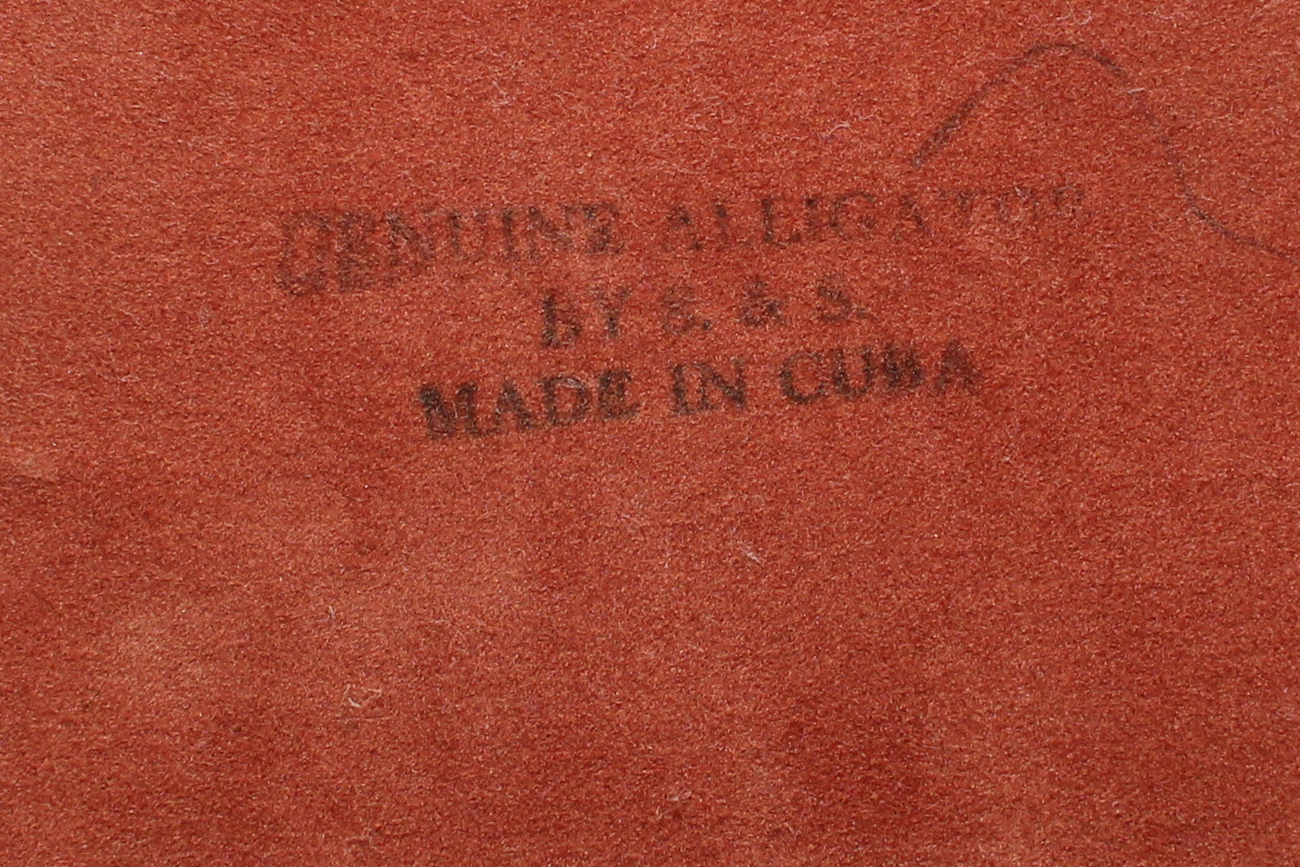 GENUINE ALLIGATOR
BY S. & S.
MADE IN CUBA